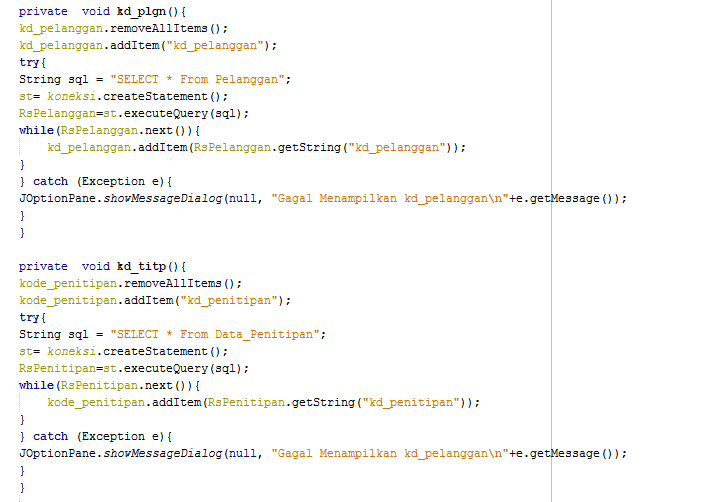 private  void kd_plgn(){
kd_pelanggan.removeAllItems();
kd_pelanggan.addItem("kd_pelanggan");
try{
String sql = "SELECT * From Pelanggan";
st= koneksi.createStatement();
RsPelanggan=st.executeQuery(sql);
while(RsPelanggan.next()){
    kd_pelanggan.addItem(RsPelanggan.getString("kd_pelanggan"));
}
} catch (Exception e){
JOptionPane.showMessageDialog(null, "Gagal Menampilkan kd_pelanggan\n"+e.getMessage());
}
}

private  void kd_titp(){
kode_penitipan.removeAllItems();
kode_penitipan.addItem("kd_penitipan");
try{
String sql = "SELECT * From Data_Penitipan";
st= koneksi.createStatement();
RsPenitipan=st.executeQuery(sql);
while(RsPenitipan.next()){
    kode_penitipan.addItem(RsPenitipan.getString("kd_penitipan"));
}
} catch (Exception e){
JOptionPane.showMessageDialog(null, "Gagal Menampilkan kd_pelanggan\n"+e.getMessage());
}
}